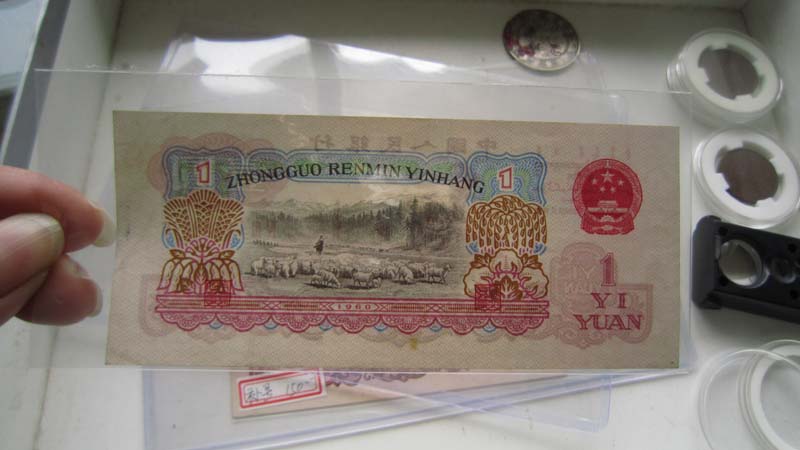 1
ZHONGGUO RENMIN YINHANG
1
1960
1
YI
YUAN